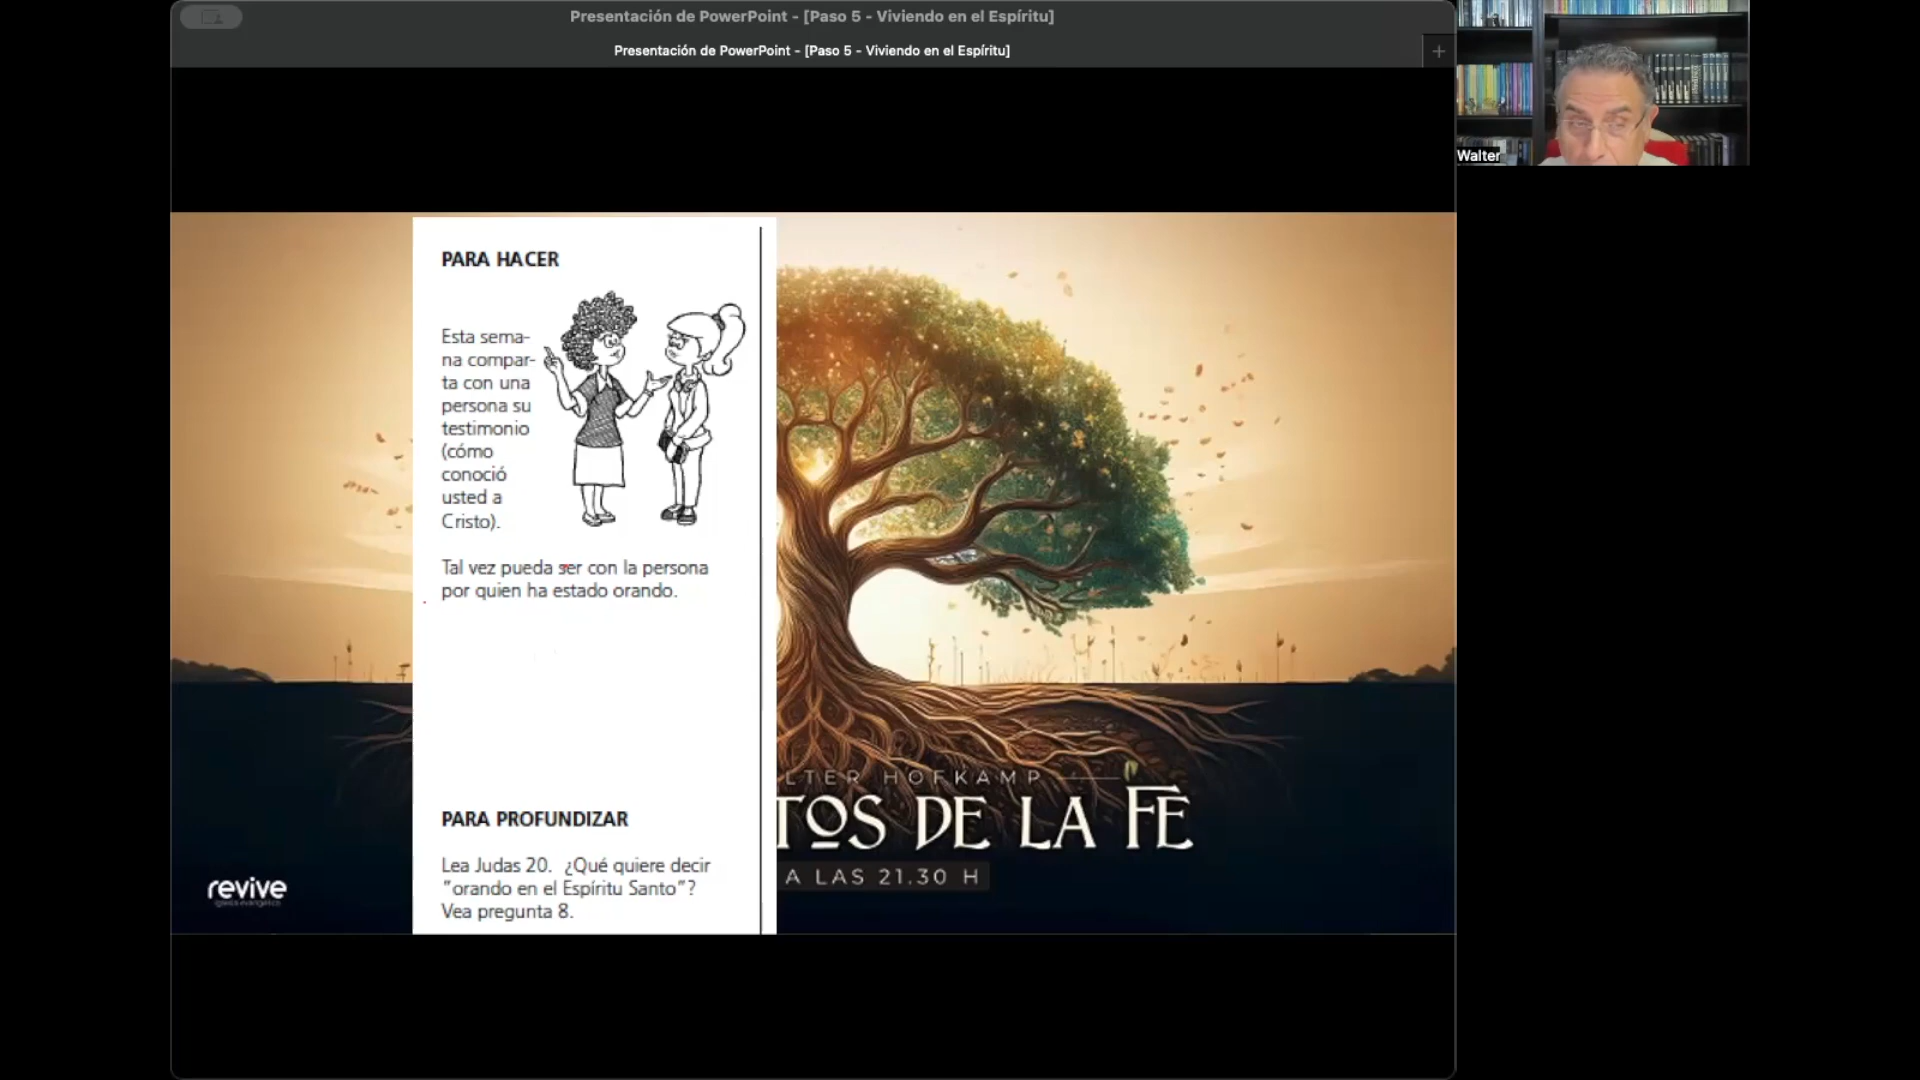 Presentación de PowerPoint - [Paso 5 - Viviendo en el Espíritu]
Presentación de PowerPoint - [Paso 5 - Viviendo en el Espíritu]
Walter
PARA HACER
Esta sema-
na compar-
ta con una
persona su
testimonio
(cómo
conoció
usted a
Cristo).
Tal vez pueda ser con la persona
por quien ha estado orando.
PARA PROFUNDIZAR
Lea Judas 20. ¿Qué quiere decir
"orando en el Espíritu Santo"?
Vea pregunta 8.
LTER HOFKAMP
TOS DE LA FE
A LAS 21.30 H
revive
iglesia evangélica